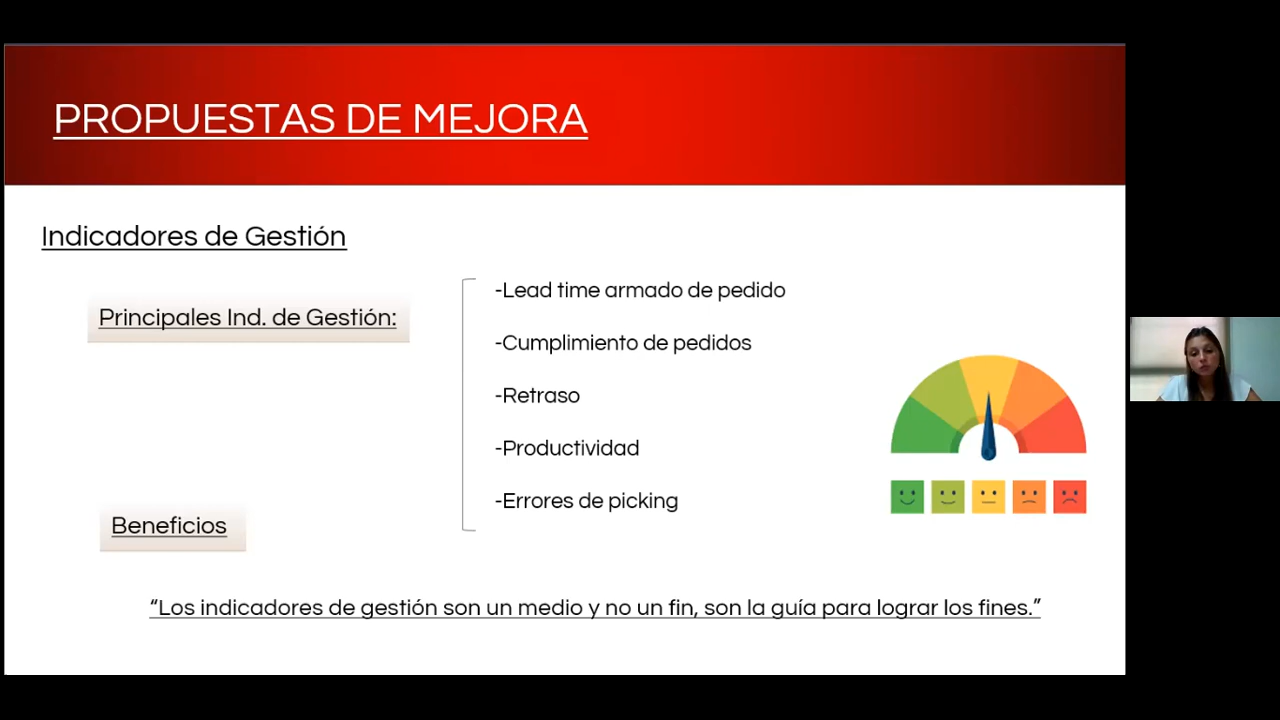 PROPUESTAS DE MEJORA
Indicadores de Gestión
Principales Ind. de Gestión:
-Lead time armado de pedido
-Cumplimiento de pedidos
-Retraso
-Productividad
-Errores de picking
Beneficios
“Los indicadores de gestión son un medio y no un fin, son la guía para lograr los fines.”